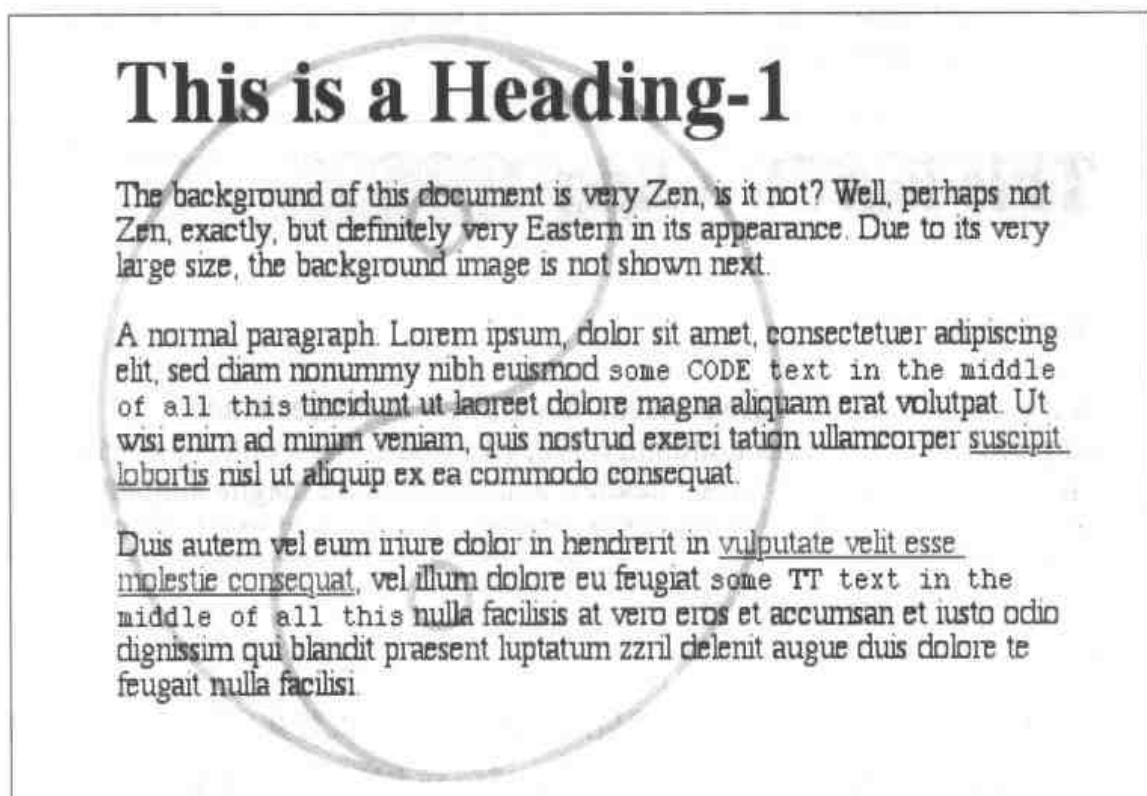 This is a Heading-1
The background of this document is very Zen, is it not? Well, perhaps not
Zen, exactly, but definitely very Eastern in its appearance. Due to its very
large size, the background image is not shown next.
A normal paragraph. Lorem ipsum, dolor sit amet, consectetuer adipiscing
elit, sed diam nonummy nibh euismod some CODE text in the middle
of all this tincidunt ut laoreet dolore magna aliquam erat volutpat. Ut
wisi enim ad minim veniam, quis nostrud exerci tation ullamcorper suscipit
lobortis nisl ut aliquip ex ea commodo consequat.
Duis autem vel eum iriure dolor in hendrerit in vulputate velit esse
molestie consequat, vel illum dolore eu feugiat some TT text in the
middle of all this nulla facilisis at vero eros et accumsan et iusto odio
dignissim qui blandit praesent luptatum zzril delenit augue duis dolore te
feugait nulla facilisi.